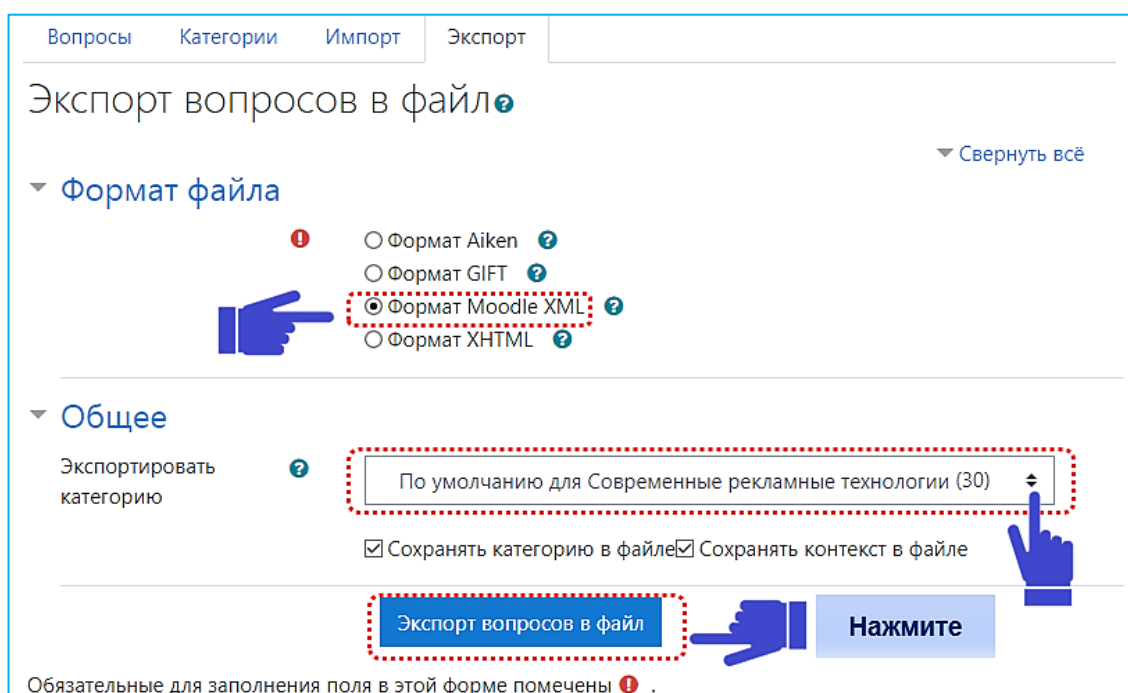 Вопросы Категории Импорт Экспорт
Экспорт вопросов в файл
Свернуть всё
Формат файла
Формат Aiken
Формат GIFT
Формат Moodle XML
Формат XHTML
Общее
Экспортировать категорию
По умолчанию для Современные рекламные технологии (30)
Сохранять категорию в файле Сохранять контекст в файле
Экспорт вопросов в файл
Нажмите
Обязательные для заполнения поля в этой форме помечены .